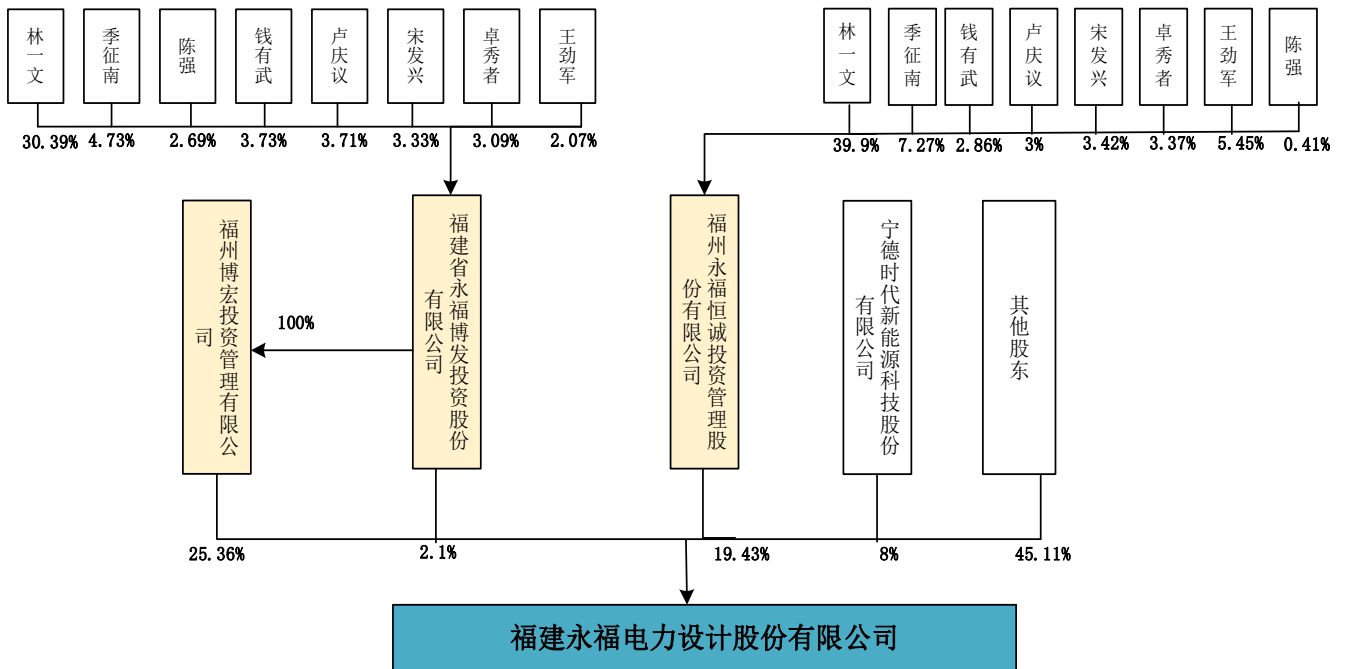 林一文
季征南
陈强
钱有武
卢庆议
宋发兴
卓秀者
王劲军
林一文
季征南
钱有武
卢庆议
宋发兴
卓秀者
王劲军
陈强
30.39%
4.73%
2.69%
3.73%
3.71%
3.33%
3.09%
2.07%
39.9%
7.27%
2.86%
3%
3.42%
3.37%
5.45%
0.41%
福州博宏投资管理有限公
司
100%
福建省永福博发投资股份
有限公司
福州永福恒诚投资管理股
份有限公司
宁德时代新能源科技股份
有限公司
其他股东
25.36%
2.1%
19.43%
8%
45.11%
福建永福电力设计股份有限公司